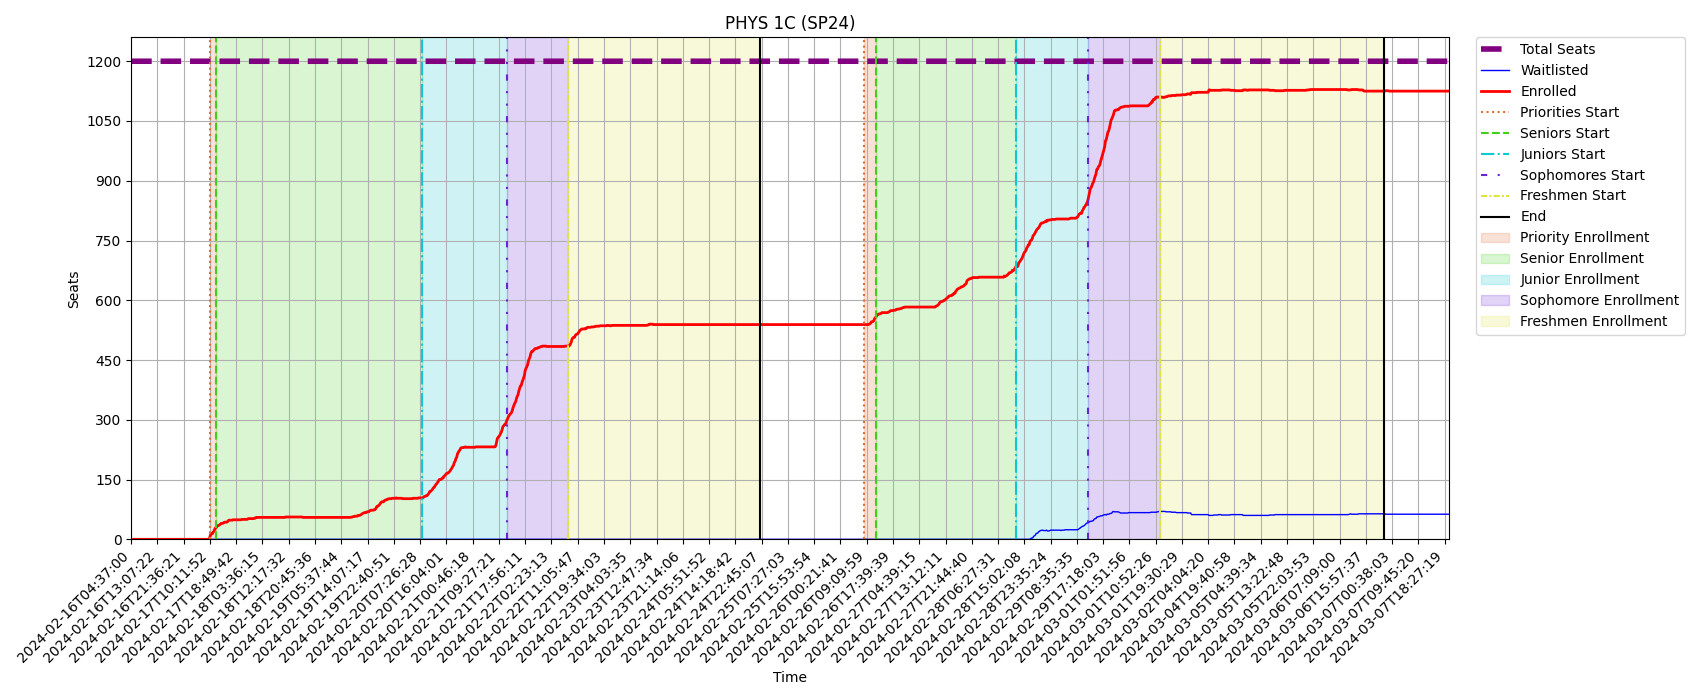 PHYS 1C (SP24)
Seats
1200
1050
900
750
600
450
300
150
0
2024-02-16T04:37:00
2024-02-16T13:07:22
2024-02-16T21:36:21
2024-02-17T10:11:52
2024-02-17T18:49:42
2024-02-18T03:36:15
2024-02-18T12:17:32
2024-02-18T20:45:36
2024-02-19T05:37:44
2024-02-19T14:07:17
2024-02-19T22:40:51
2024-02-20T07:26:28
2024-02-20T16:04:01
2024-02-21T00:46:18
2024-02-21T09:27:21
2024-02-21T17:56:11
2024-02-22T02:23:13
2024-02-22T11:05:47
2024-02-22T19:34:03
2024-02-23T04:03:35
2024-02-23T12:47:34
2024-02-23T21:14:06
2024-02-24T05:51:52
2024-02-24T14:18:42
2024-02-24T22:45:07
2024-02-25T07:27:03
2024-02-25T15:53:54
2024-02-26T00:21:41
2024-02-26T09:09:59
2024-02-26T17:39:39
2024-02-27T04:39:15
2024-02-27T13:12:11
2024-02-27T21:44:40
2024-02-28T06:27:31
2024-02-28T15:02:08
2024-02-28T23:35:24
2024-02-29T08:35:35
2024-02-29T17:18:03
2024-03-01T01:51:56
2024-03-01T10:52:26
2024-03-01T19:30:29
2024-03-02T04:04:20
2024-03-04T19:40:58
2024-03-05T04:39:34
2024-03-05T13:22:48
2024-03-05T22:03:53
2024-03-06T07:09:00
2024-03-06T15:57:37
2024-03-07T00:38:03
2024-03-07T09:45:20
2024-03-07T18:27:19
Time
Total Seats
Waitlisted
Enrolled
Priorities Start
Seniors Start
Juniors Start
Sophomores Start
Freshmen Start
End
Priority Enrollment
Senior Enrollment
Junior Enrollment
Sophomore Enrollment
Freshmen Enrollment